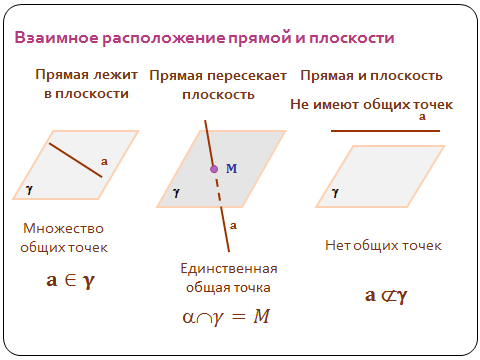 Взаимное расположение прямой и плоскости
Прямая лежит
в плоскости
a
γ
Множество
общих точек
a ∈ γ
Прямая пересекает
плоскость
M
γ
a
Единственная
общая точка
α∩γ = M
Прямая и плоскость
Не имеют общих точек
a
γ
Нет общих точек
a ⊄γ